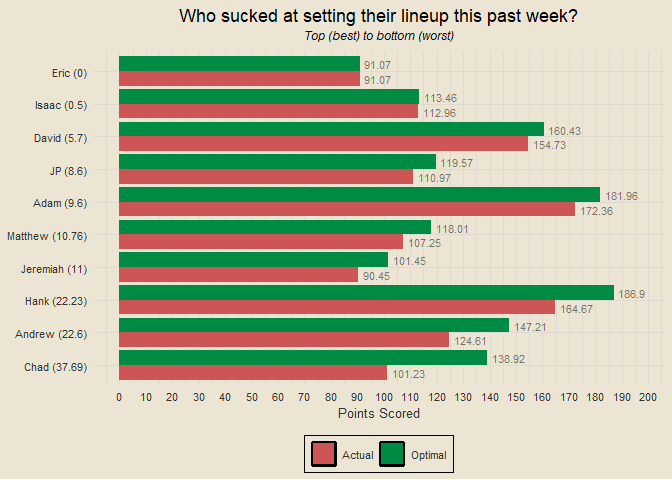 Who sucked at setting their lineup this past week?
Top (best) to bottom (worst)
Eric (0)
91.07
91.07
Isaac (0.5)
113.46
112.96
David (5.7)
160.43
154.73
JP (8.6)
119.57
110.97
Adam (9.6)
181.96
172.36
Matthew (10.76)
118.01
107.25
Jeremiah (11)
101.45
90.45
Hank (22.23)
186.9
164.67
Andrew (22.6)
147.21
124.61
Chad (37.69)
138.92
101.23
0 10 20 30 40 50 60 70 80 90 100 110 120 130 140 150 160 170 180 190 200
Points Scored
Actual Optimal